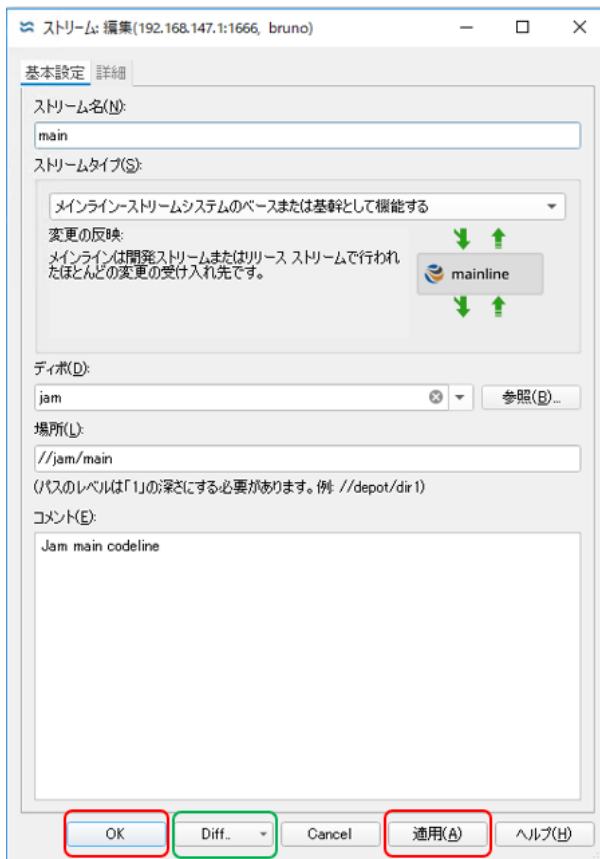 ストリーム: 編集(192.168.147.1:1666, bruno)
基本設定 詳細
ストリーム名(N):
main
ストリームタイプ(S):
メインライン-ストリームシステムのベースまたは基幹として機能する
変更の反映:
メインラインは開発ストリームまたはリリース ストリームで行われ
たほとんどの変更の受け入れ先です。
mainline
ディポ(D):
jam
参照(B)...
場所(L):
//jam/main
(パスのレベルは「1」の深さにする必要があります。例: //depot/dir1)
コメント(E):
Jam main codeline
OK Diff.. Cancel 適用(A) ヘルプ(H)